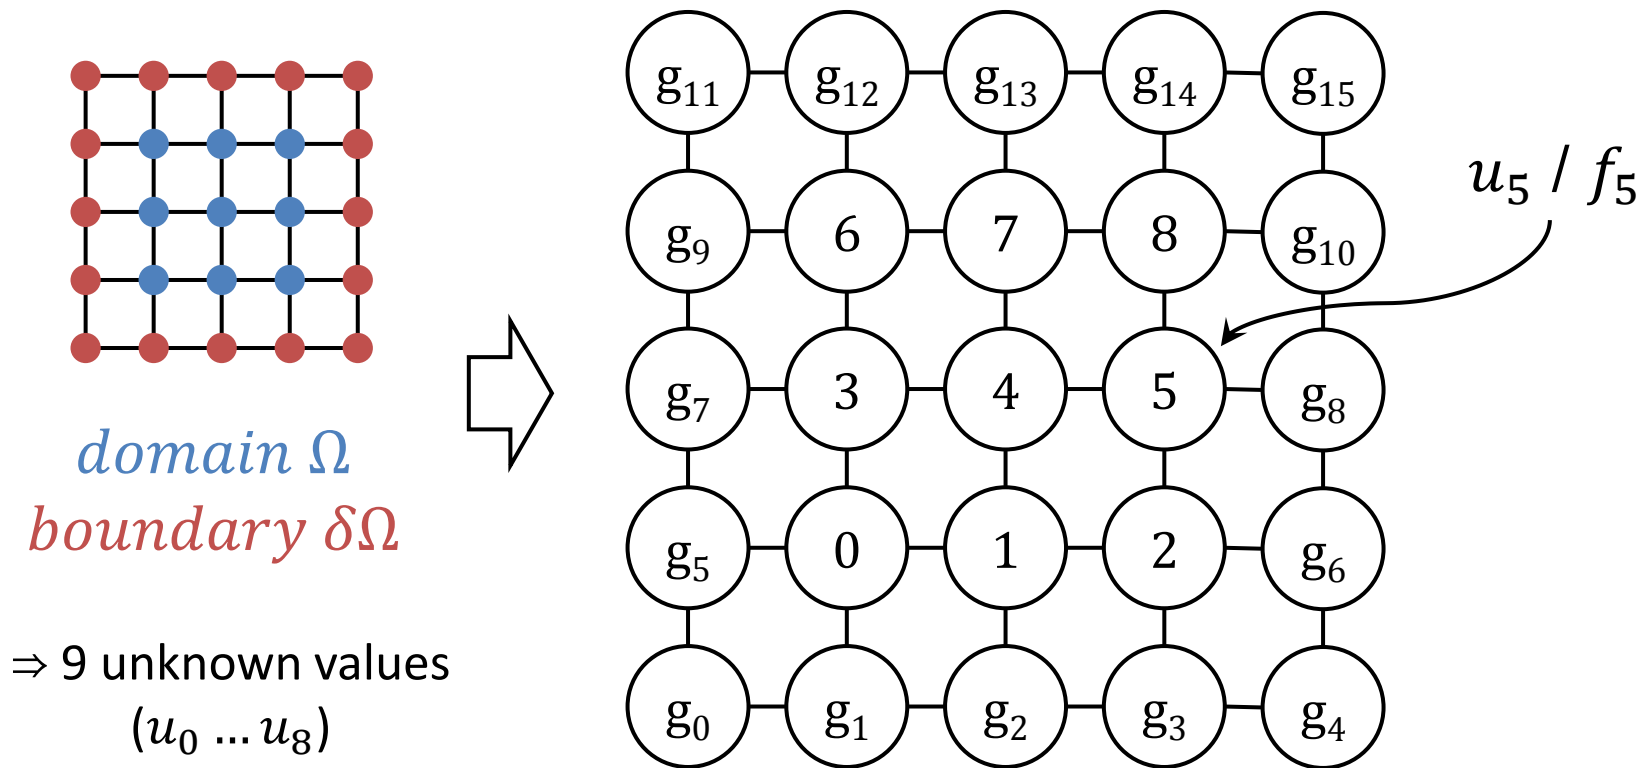 domain Ω
boundary δΩ
⇒ 9 unknown values
(u₀ … u₈)
g₁₁ g₁₂ g₁₃ g₁₄ g₁₅
g₉ 6 7 8 g₁₀
g₇ 3 4 5 g₈
g₅ 0 1 2 g₆
g₀ g₁ g₂ g₃ g₄
u₅ / f₅